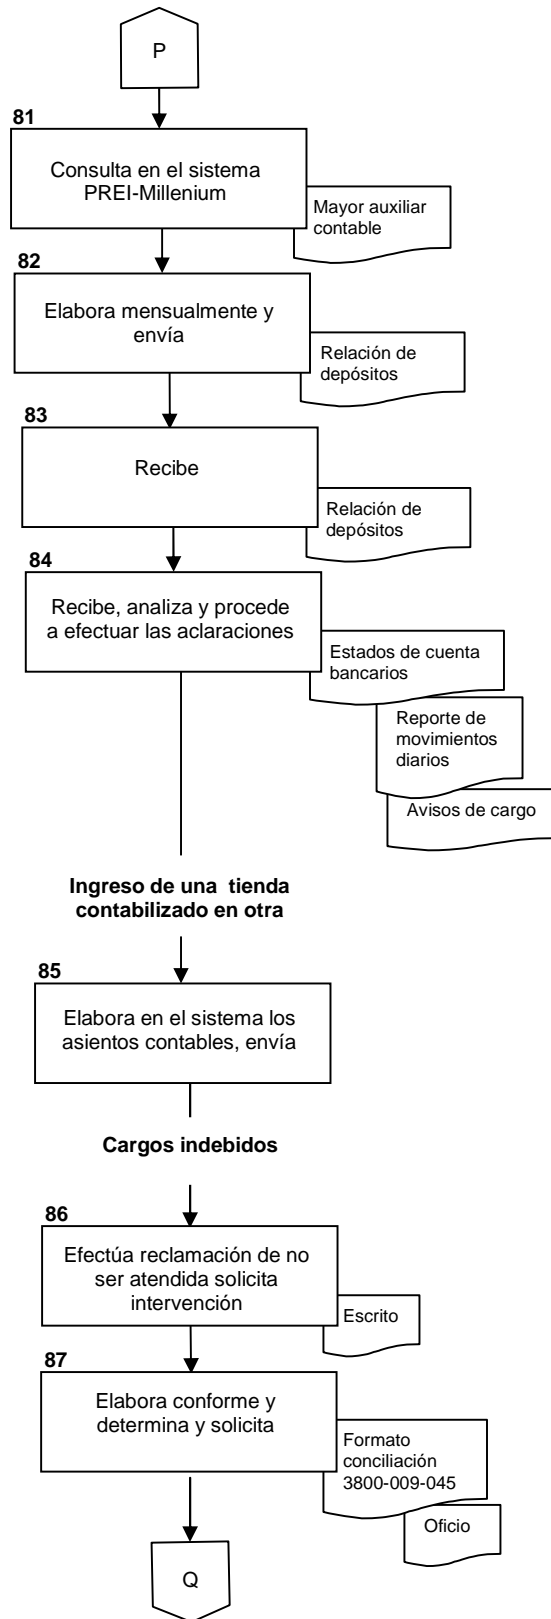 P
81
Consulta en el sistema
PREI-Millenium
Mayor auxiliar
contable
82
Elabora mensualmente y
envía
Relación de
depósitos
83
Recibe
Relación de
depósitos
84
Recibe, analiza y procede
a efectuar las aclaraciones
Estados de cuenta
bancarios
Reporte de
movimientos
diarios
Avisos de cargo
Ingreso de una tienda
contabilizado en otra
85
Elabora en el sistema los
asientos contables, envía
Cargos indebidos
86
Efectúa reclamación de no
ser atendida solicita
intervención
Escrito
87
Elabora conforme y
determina y solicita
Formato
conciliación
3800-009-045
Oficio
Q